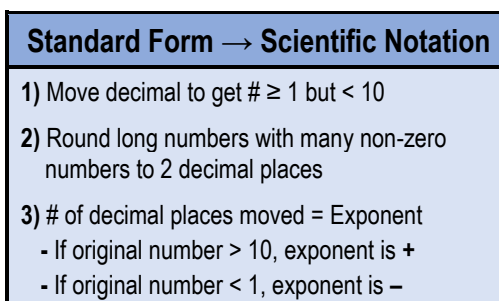 Standard Form → Scientific Notation
1) Move decimal to get # ≥ 1 but < 10
2) Round long numbers with many non-zero
numbers to 2 decimal places
3) # of decimal places moved = Exponent
- If original number > 10, exponent is +
- If original number < 1, exponent is –